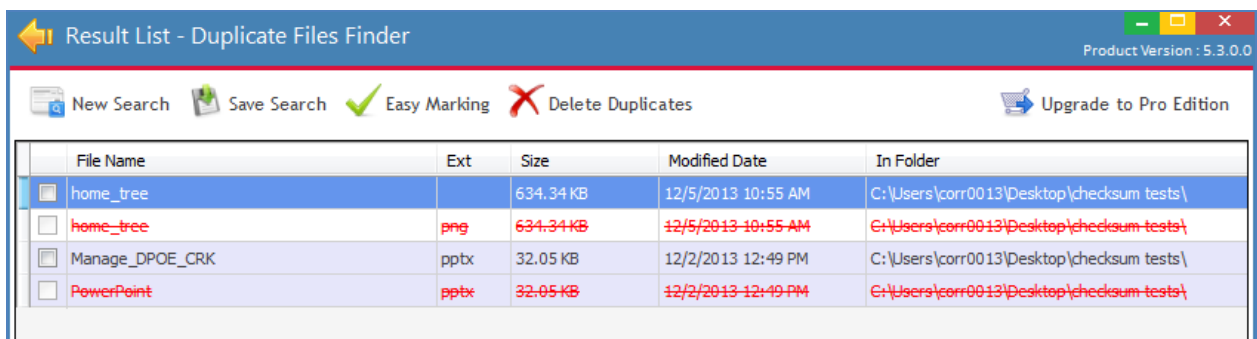 Result List - Duplicate Files Finder
Product Version : 5.3.0.0
New Search Save Search Easy Marking Delete Duplicates Upgrade to Pro Edition
File Name Ext Size Modified Date In Folder
home_tree 634.34 KB 12/5/2013 10:55 AM C:\Users\corr0013\Desktop\checksum tests\
home_tree png 634.34 KB 12/5/2013 10:55 AM C:\Users\corr0013\Desktop\checksum tests\
Manage_DPOE_CRK pptx 32.05 KB 12/2/2013 12:49 PM C:\Users\corr0013\Desktop\checksum tests\
PowerPoint pptx 32.05 KB 12/2/2013 12:49 PM C:\Users\corr0013\Desktop\checksum tests\